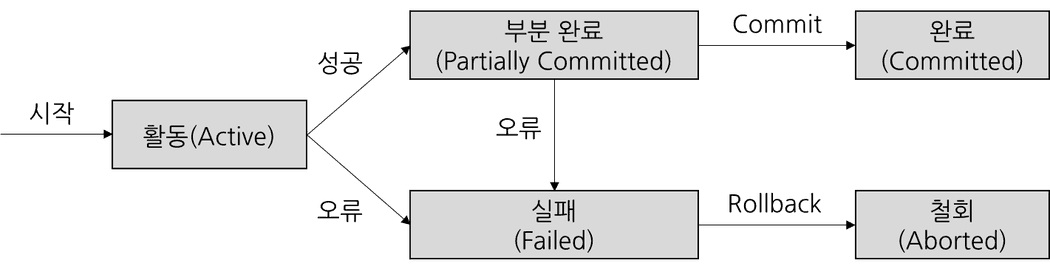 시작
활동(Active)
성공
오류
부분 완료
(Partially Committed)
Commit
완료
(Committed)
오류
실패
(Failed)
Rollback
철회
(Aborted)